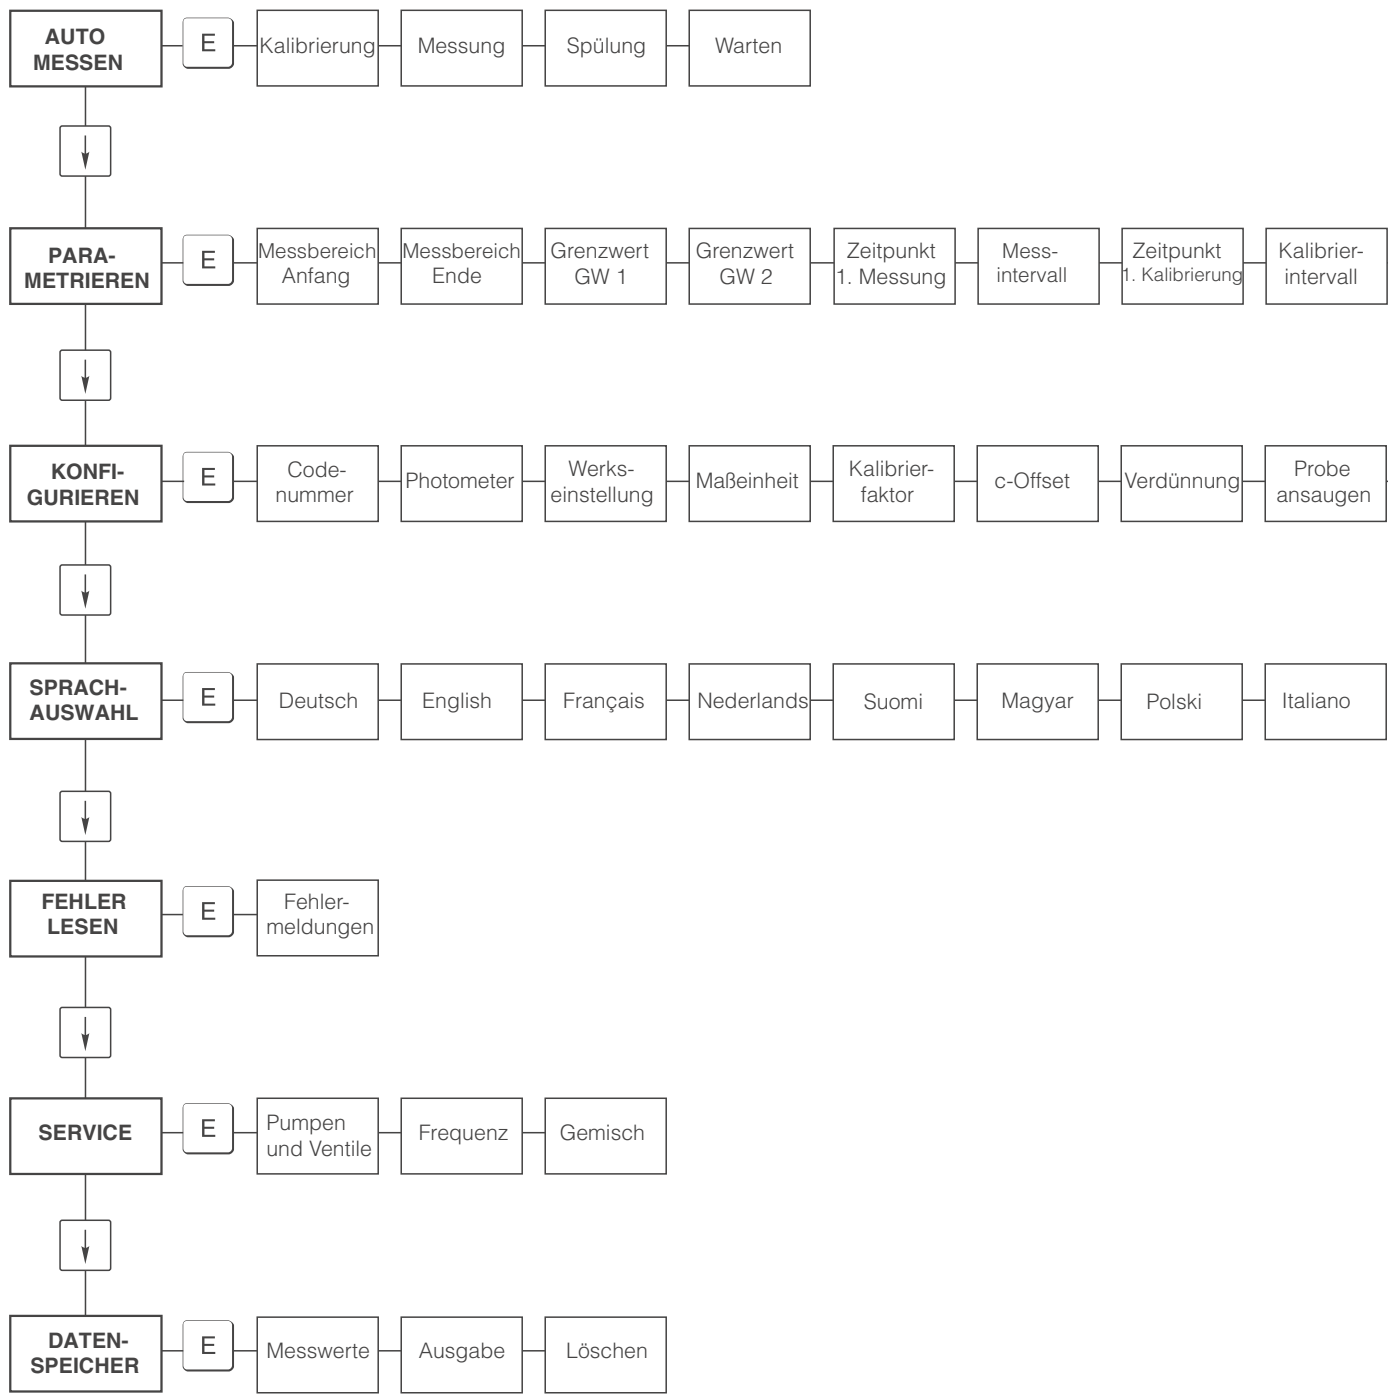 AUTO
MESSEN
E
Kalibrierung
Messung
Spülung
Warten
PARA-
METRIEREN
E
Messbereich
Anfang
Messbereich
Ende
Grenzwert
GW 1
Grenzwert
GW 2
Zeitpunkt
1. Messung
Mess-
intervall
Zeitpunkt
1. Kalibrierung
Kalibrier-
intervall
KONFI-
GURIEREN
E
Code-
nummer
Photometer
Werks-
einstellung
Maßeinheit
Kalibrier-
faktor
c-Offset
Verdünnung
Probe
ansaugen
SPRACH-
AUSWAHL
E
Deutsch
English
Français
Nederlands
Suomi
Magyar
Polski
Italiano
FEHLER
LESEN
E
Fehler-
meldungen
SERVICE
E
Pumpen
und Ventile
Frequenz
Gemisch
DATEN-
SPEICHER
E
Messwerte
Ausgabe
Löschen